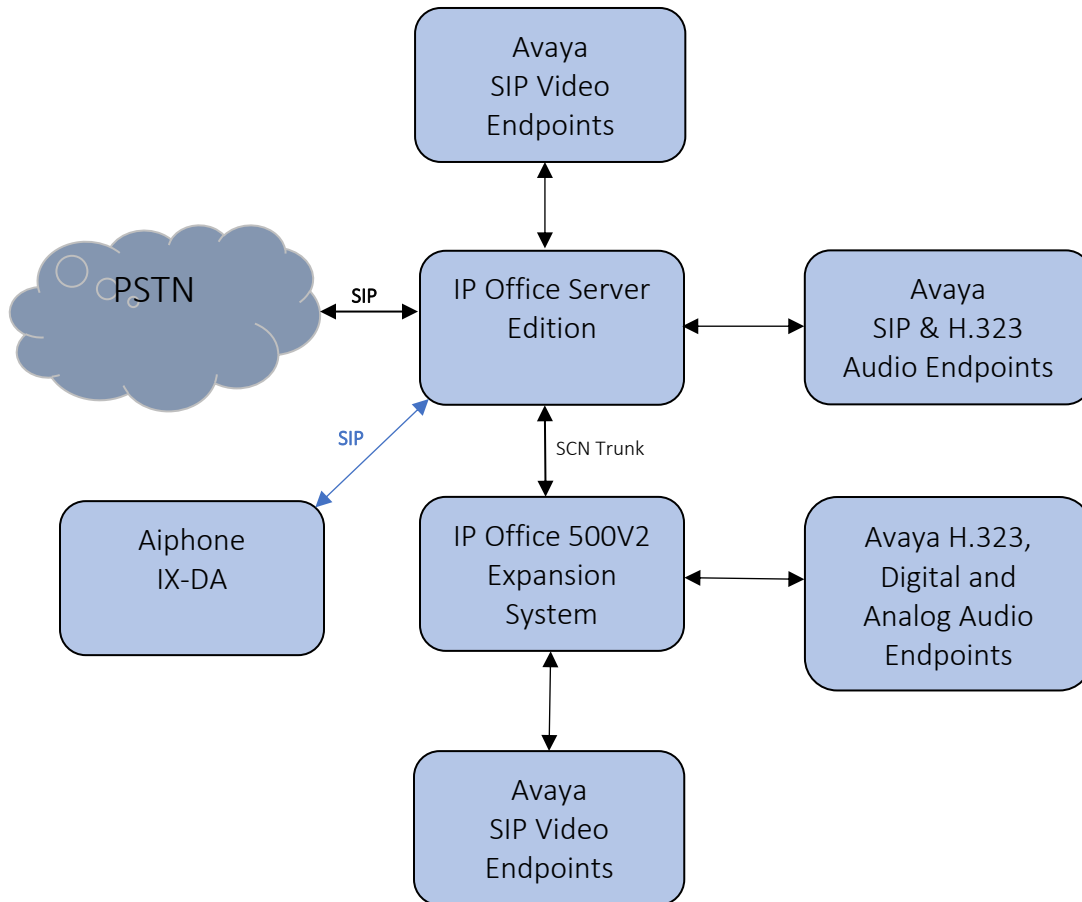 Avaya
SIP Video
Endpoints
PSTN
SIP
IP Office Server
Edition
Avaya
SIP & H.323
Audio Endpoints
SIP
SCN Trunk
Aiphone
IX-DA
IP Office 500V2
Expansion
System
Avaya H.323,
Digital and
Analog Audio
Endpoints
Avaya
SIP Video
Endpoints